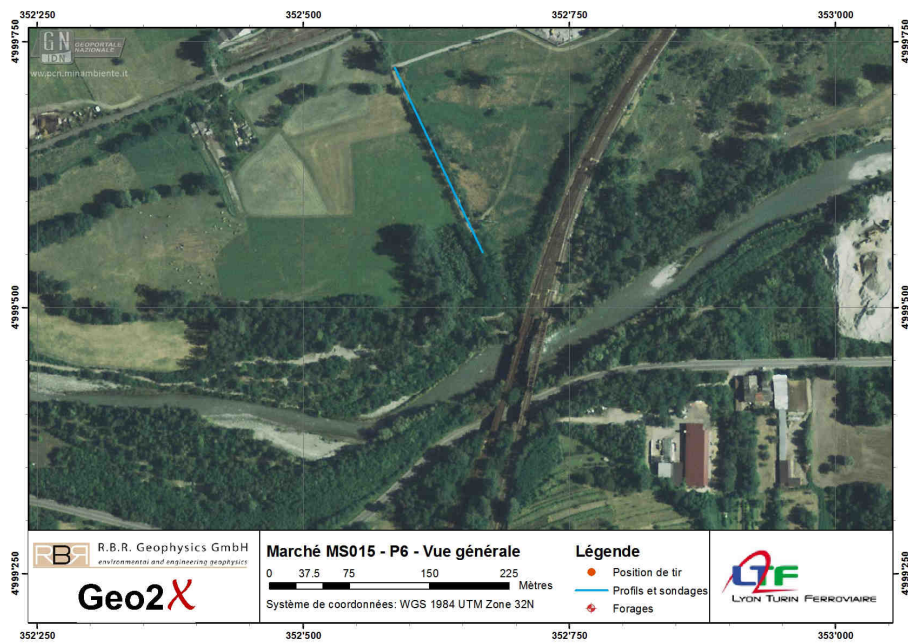 352'250 352'500 352'750 353'000
4'999'750 4'999'750
GN
IDN
GEOPORTALE
NAZIONALE
www.pcn.minambiente.it
4'999'500 4'999'500
4'999'250 4'999'250
RBR R.B.R. Geophysics GmbH
environmental and engineering geophysics
Geo2X
Marché MS015 - P6 - Vue générale
0 37.5 75 150 225
Mètres
Système de coordonnées: WGS 1984 UTM Zone 32N
Légende
Position de tir
Profils et sondages
Forages
LTF
LYON TURIN FERROVIAIRE
352'250 352'500 352'750 353'000